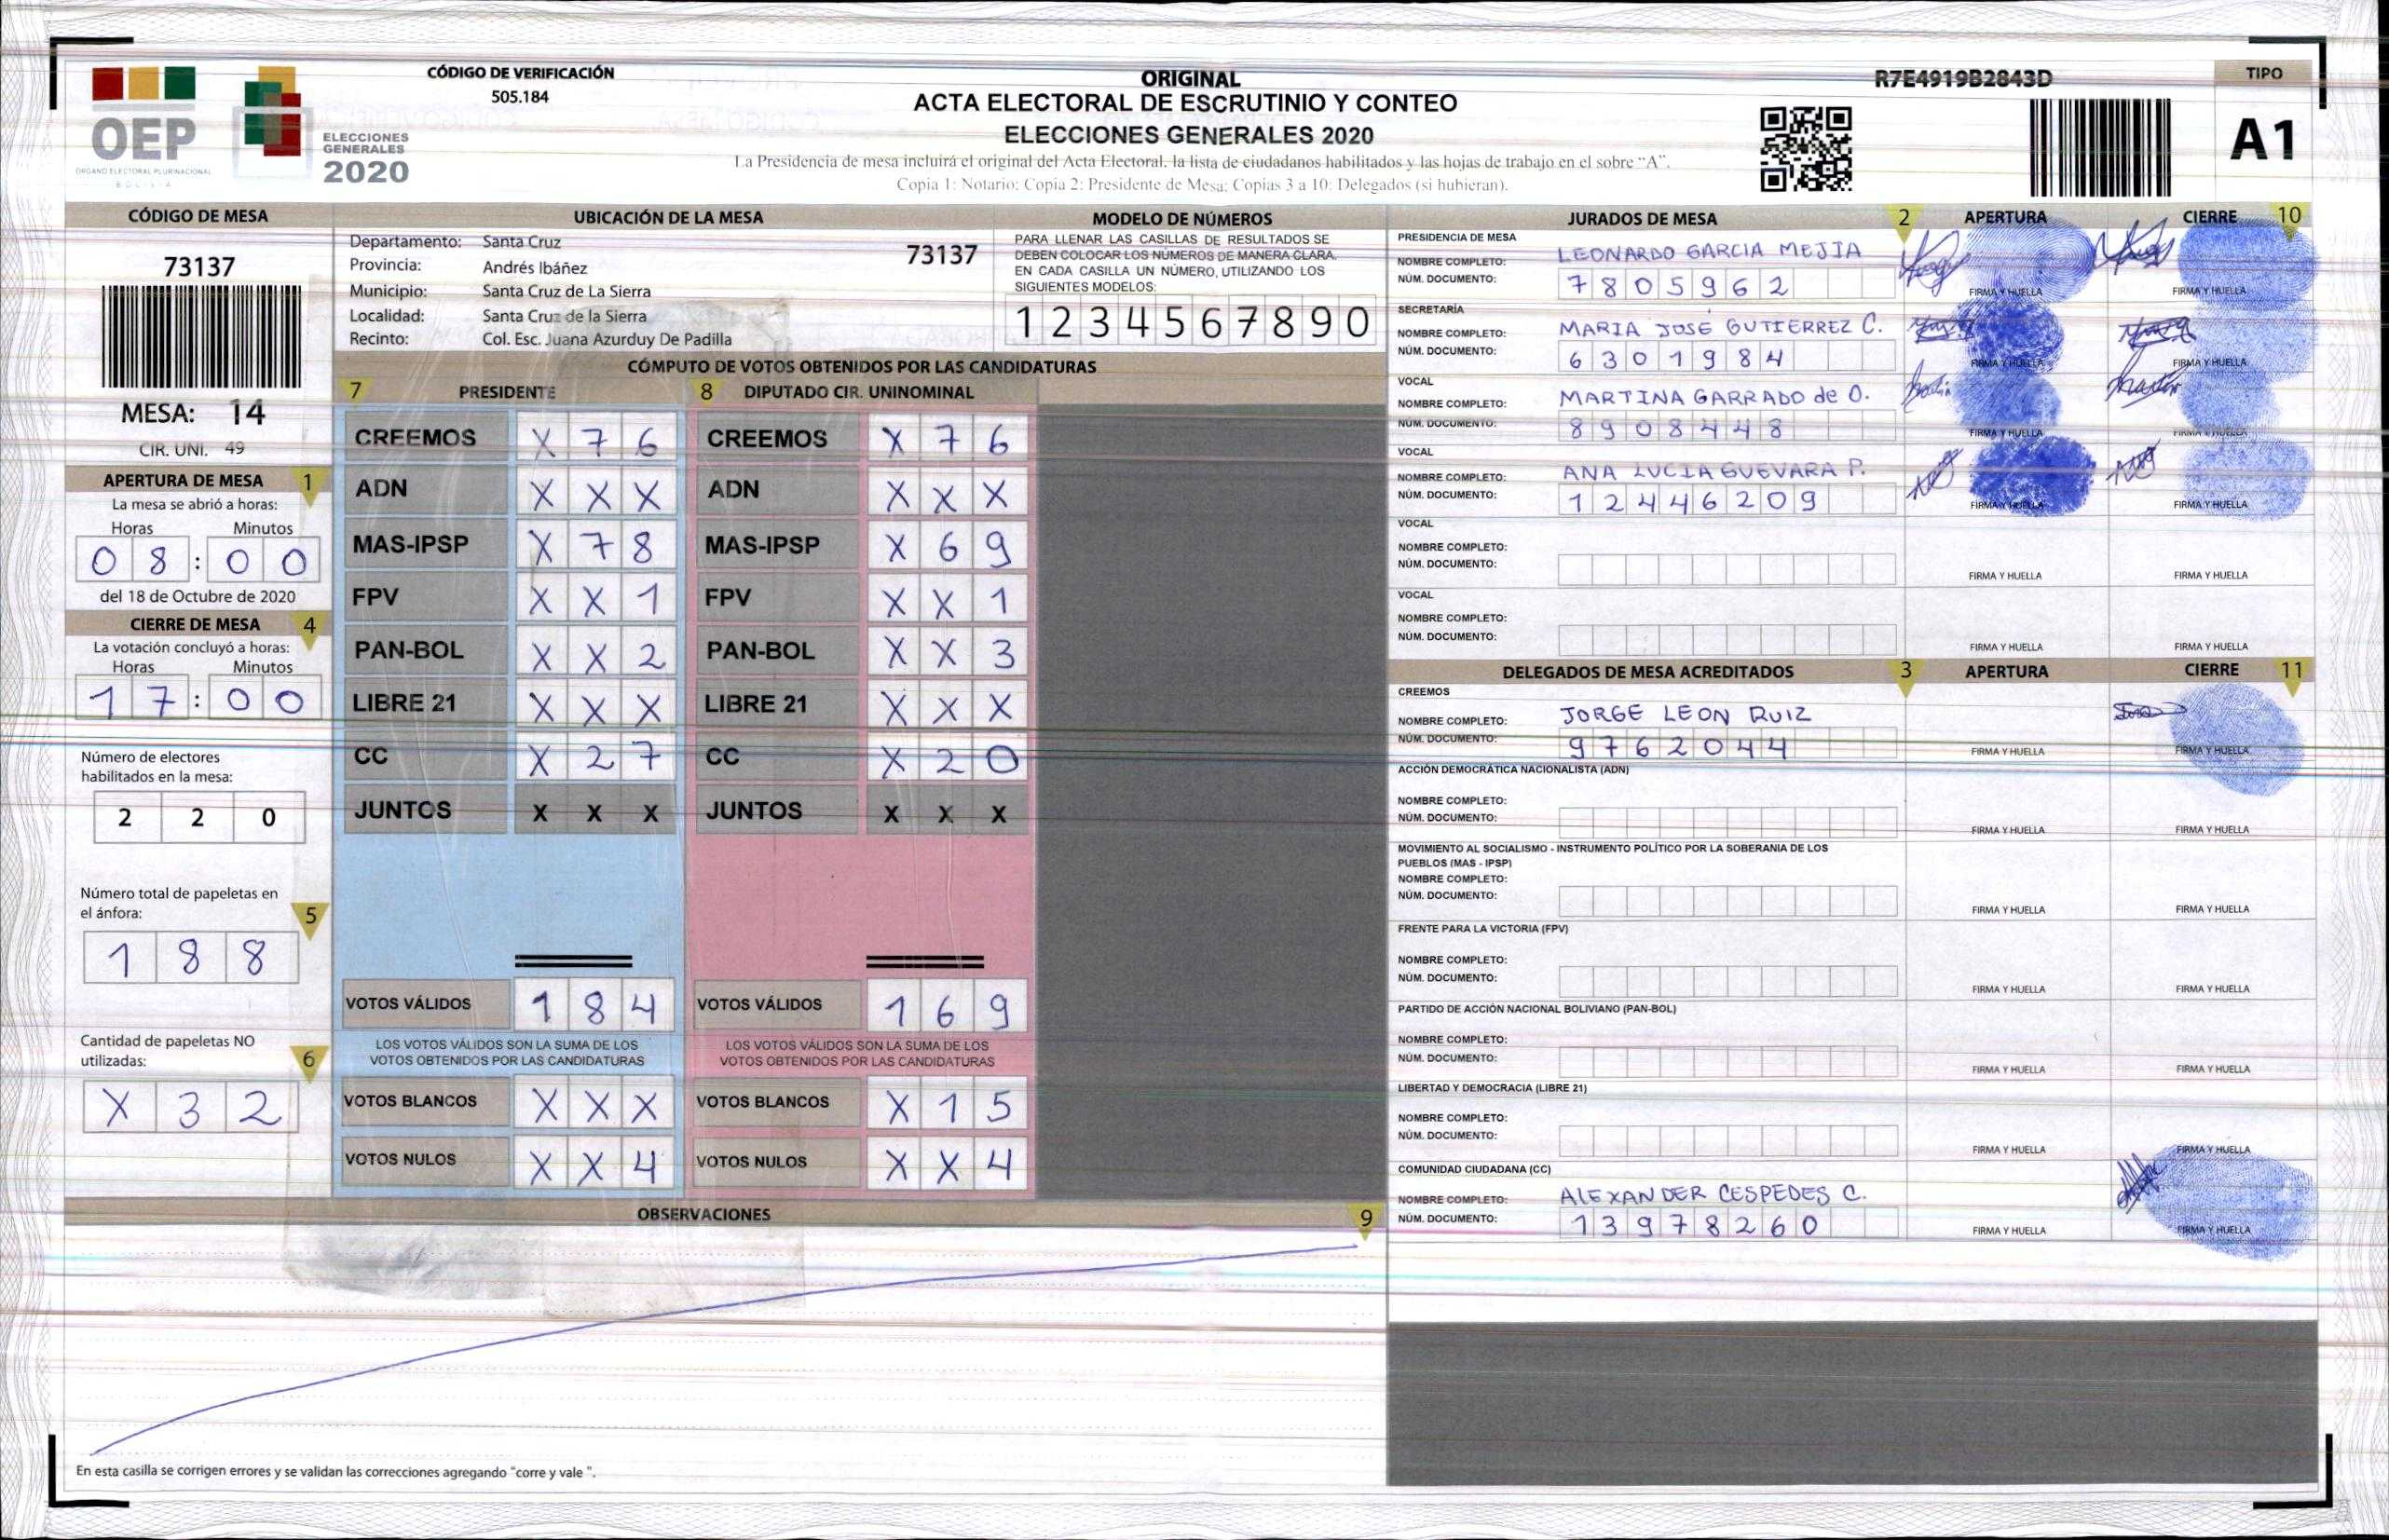 OEP
ÓRGANO ELECTORAL PLURINACIONAL
BOLIVIA
ELECCIONES
GENERALES
2020
CÓDIGO DE VERIFICACIÓN
505.184
ORIGINAL
ACTA ELECTORAL DE ESCRUTINIO Y CONTEO
ELECCIONES GENERALES 2020
La Presidencia de mesa incluirá el original del Acta Electoral, la lista de ciudadanos habilitados y las hojas de trabajo en el sobre "A".
Copia 1: Notario; Copia 2: Presidente de Mesa; Copias 3 a 10: Delegados (si hubieran).
R7E4919B2843D
TIPO
A1
CÓDIGO DE MESA
73137
MESA: 14
CIR. UNI. 49
APERTURA DE MESA 1
La mesa se abrió a horas:
Horas Minutos
0 8 : 0 0
del 18 de Octubre de 2020
CIERRE DE MESA 4
La votación concluyó a horas:
Horas Minutos
1 7 : 0 0
Número de electores
habilitados en la mesa:
2 2 0
Número total de papeletas en
el ánfora: 5
1 8 8
Cantidad de papeletas NO
utilizadas: 6
X 3 2
UBICACIÓN DE LA MESA
Departamento: Santa Cruz
73137
Provincia: Andrés Ibáñez
Municipio: Santa Cruz de La Sierra
Localidad: Santa Cruz de la Sierra
Recinto: Col. Esc. Juana Azurduy De Padilla
MODELO DE NÚMEROS
PARA LLENAR LAS CASILLAS DE RESULTADOS SE
DEBEN COLOCAR LOS NÚMEROS DE MANERA CLARA.
EN CADA CASILLA UN NÚMERO, UTILIZANDO LOS
SIGUIENTES MODELOS:
1 2 3 4 5 6 7 8 9 0
CÓMPUTO DE VOTOS OBTENIDOS POR LAS CANDIDATURAS
7 PRESIDENTE 8 DIPUTADO CIR. UNINOMINAL
CREEMOS X 7 6 CREEMOS X 7 6
ADN X X X ADN X X X
MAS-IPSP X 7 8 MAS-IPSP X 6 9
FPV X X 1 FPV X X 1
PAN-BOL X X 2 PAN-BOL X X 3
LIBRE 21 X X X LIBRE 21 X X X
CC X 2 7 CC X 2 0
JUNTOS X X X JUNTOS X X X
VOTOS VÁLIDOS 1 8 4 VOTOS VÁLIDOS 1 6 9
LOS VOTOS VÁLIDOS SON LA SUMA DE LOS
VOTOS OBTENIDOS POR LAS CANDIDATURAS
LOS VOTOS VÁLIDOS SON LA SUMA DE LOS
VOTOS OBTENIDOS POR LAS CANDIDATURAS
VOTOS BLANCOS X X X VOTOS BLANCOS X 1 5
VOTOS NULOS X X 4 VOTOS NULOS X X 4
OBSERVACIONES 9
En esta casilla se corrigen errores y se validan las correcciones agregando "corre y vale ".
JURADOS DE MESA 2 APERTURA CIERRE 10
PRESIDENCIA DE MESA
NOMBRE COMPLETO: LEONARDO GARCIA MEJIA
NÚM. DOCUMENTO: 7 8 0 5 9 6 2
FIRMA Y HUELLA FIRMA Y HUELLA
SECRETARÍA
NOMBRE COMPLETO: MARIA JOSÉ GUTIERREZ C.
NÚM. DOCUMENTO: 6 3 0 1 9 8 4
FIRMA Y HUELLA FIRMA Y HUELLA
VOCAL
NOMBRE COMPLETO: MARTINA GARRADO de O.
NÚM. DOCUMENTO: 8 9 0 8 4 4 8
FIRMA Y HUELLA FIRMA Y HUELLA
VOCAL
NOMBRE COMPLETO: ANA LUCIA GUEVARA P.
NÚM. DOCUMENTO: 1 2 4 4 6 2 0 9
FIRMA Y HUELLA FIRMA Y HUELLA
VOCAL
NOMBRE COMPLETO:
NÚM. DOCUMENTO:
FIRMA Y HUELLA FIRMA Y HUELLA
VOCAL
NOMBRE COMPLETO:
NÚM. DOCUMENTO:
FIRMA Y HUELLA FIRMA Y HUELLA
DELEGADOS DE MESA ACREDITADOS 3 APERTURA CIERRE 11
CREEMOS
NOMBRE COMPLETO: JORGE LEON RUIZ
NÚM. DOCUMENTO: 9 7 6 2 0 4 4
FIRMA Y HUELLA FIRMA Y HUELLA
ACCIÓN DEMOCRÁTICA NACIONALISTA (ADN)
NOMBRE COMPLETO:
NÚM. DOCUMENTO:
FIRMA Y HUELLA FIRMA Y HUELLA
MOVIMIENTO AL SOCIALISMO - INSTRUMENTO POLÍTICO POR LA SOBERANIA DE LOS
PUEBLOS (MAS - IPSP)
NOMBRE COMPLETO:
NÚM. DOCUMENTO:
FIRMA Y HUELLA FIRMA Y HUELLA
FRENTE PARA LA VICTORIA (FPV)
NOMBRE COMPLETO:
NÚM. DOCUMENTO:
FIRMA Y HUELLA FIRMA Y HUELLA
PARTIDO DE ACCIÓN NACIONAL BOLIVIANO (PAN-BOL)
NOMBRE COMPLETO:
NÚM. DOCUMENTO:
FIRMA Y HUELLA FIRMA Y HUELLA
LIBERTAD Y DEMOCRACIA (LIBRE 21)
NOMBRE COMPLETO:
NÚM. DOCUMENTO:
FIRMA Y HUELLA FIRMA Y HUELLA
COMUNIDAD CIUDADANA (CC)
NOMBRE COMPLETO: ALEXANDER CESPEDES C.
NÚM. DOCUMENTO: 1 3 9 7 8 2 6 0
FIRMA Y HUELLA FIRMA Y HUELLA